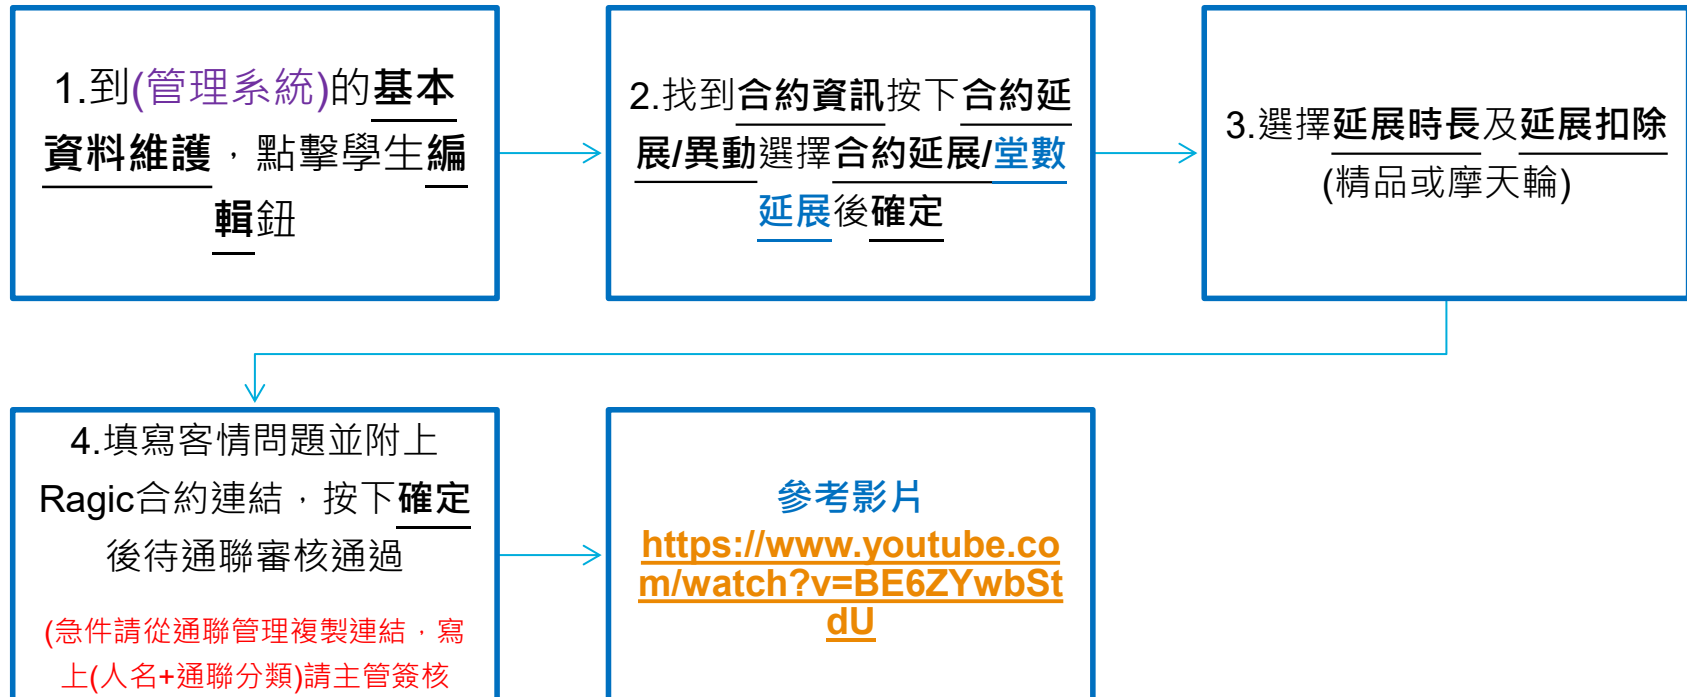 1.到(管理系統)的基本
資料維護，點擊學生編
輯鈕
2.找到合約資訊按下合約延
展/異動選擇合約延展/堂數
延展後確定
3.選擇延展時長及延展扣除
(精品或摩天輪)
4.填寫客情問題並附上
Ragic合約連結，按下確定
後待通聯審核通過
(急件請從通聯管理複製連結，寫
上(人名+通聯分類)請主管簽核
參考影片
https://www.youtube.co
m/watch?v=BE6ZYwbSt
dU